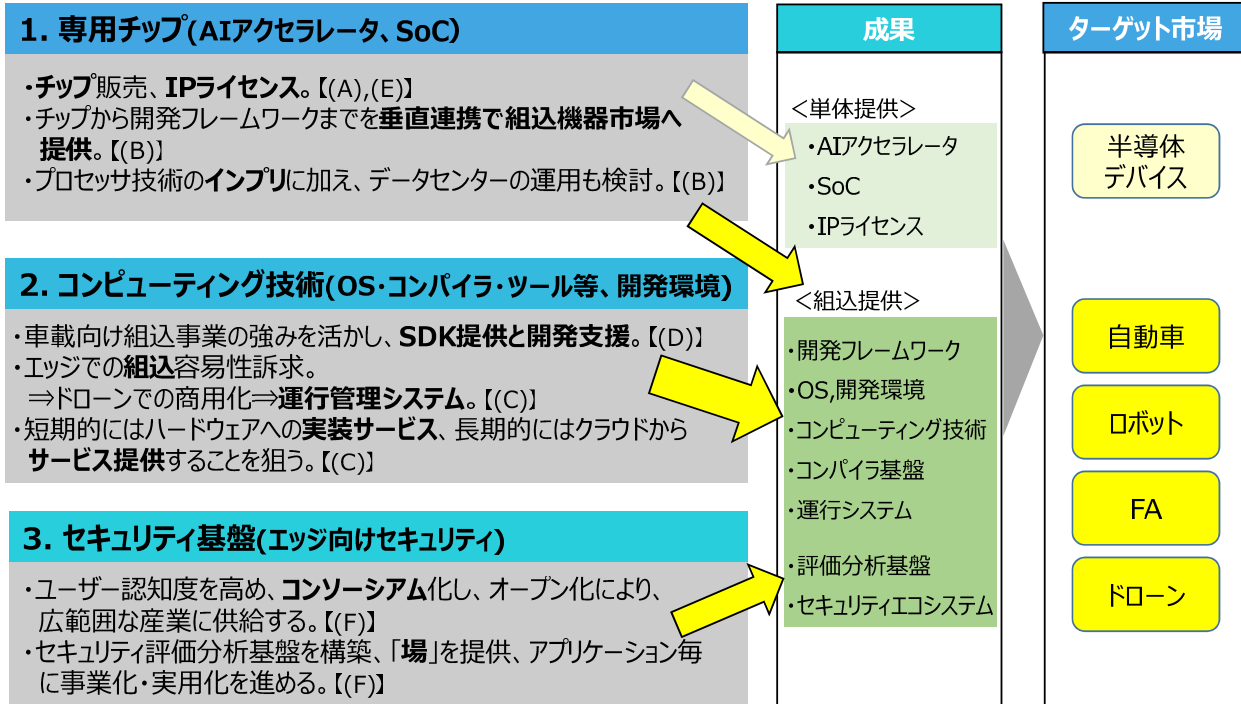 1. 専用チップ(AIアクセラレータ、SoC)
・チップ販売、IPライセンス。【(A),(E)】
・チップから開発フレームワークまでを垂直連携で組込機器市場へ
提供。【(B)】
・プロセッサ技術のインプリに加え、データセンターの運用も検討。【(B)】
2. コンピューティング技術(OS・コンパイラ・ツール等、開発環境)
・車載向け組込事業の強みを活かし、SDK提供と開発支援。【(D)】
・エッジでの組込容易性訴求。
⇒ドローンでの商用化⇒運行管理システム。【(C)】
・短期的にはハードウェアへの実装サービス、長期的にはクラウドから
サービス提供することを狙う。【(C)】
3. セキュリティ基盤(エッジ向けセキュリティ)
・ユーザー認知度を高め、コンソーシアム化し、オープン化により、
広範囲な産業に供給する。【(F)】
・セキュリティ評価分析基盤を構築、「場」を提供、アプリケーション毎
に事業化・実用化を進める。【(F)】
成果
＜単体提供＞
・AIアクセラレータ
・SoC
・IPライセンス
＜組込提供＞
・開発フレームワーク
・OS,開発環境
・コンピューティング技術
・コンパイラ基盤
・運行システム
・評価分析基盤
・セキュリティエコシステム
ターゲット市場
半導体
デバイス
自動車
ロボット
FA
ドローン